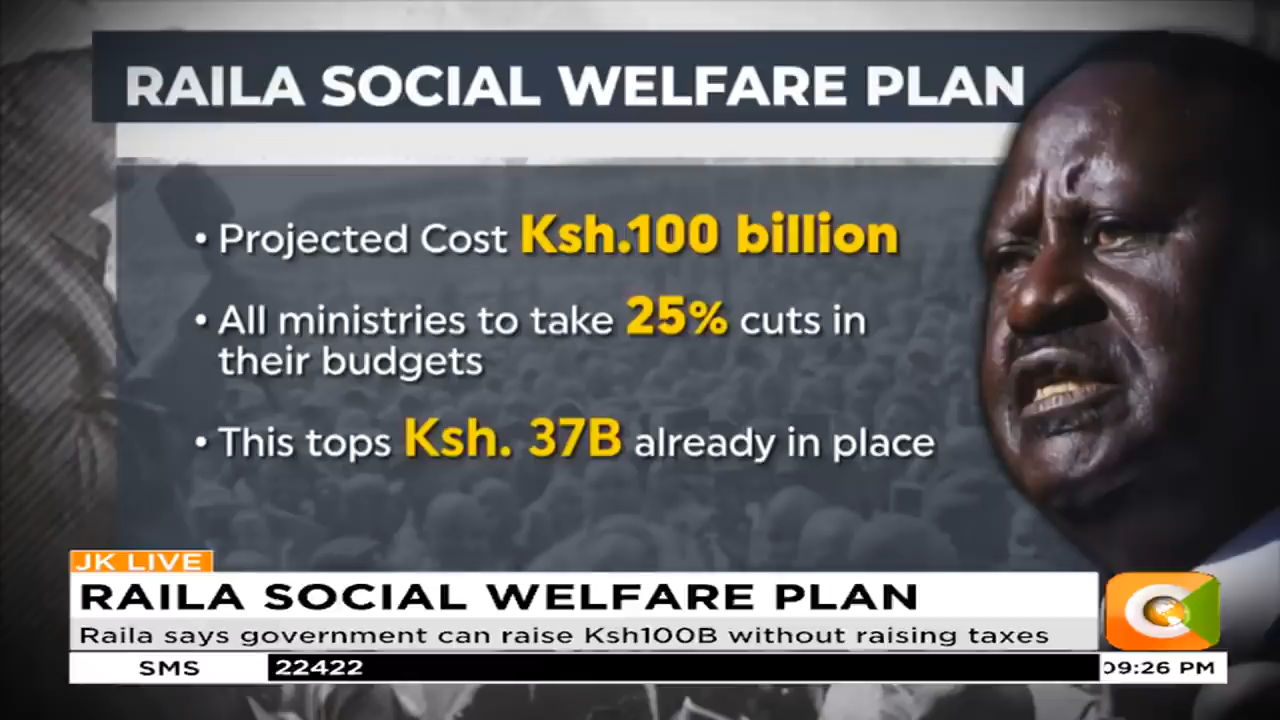 RAILA SOCIAL WELFARE PLAN
• Projected Cost Ksh.100 billion
• All ministries to take 25% cuts in
their budgets
• This tops Ksh. 37B already in place
JK LIVE
RAILA SOCIAL WELFARE PLAN
Raila says government can raise Ksh100B without raising taxes
SMS 22422 09:26 PM